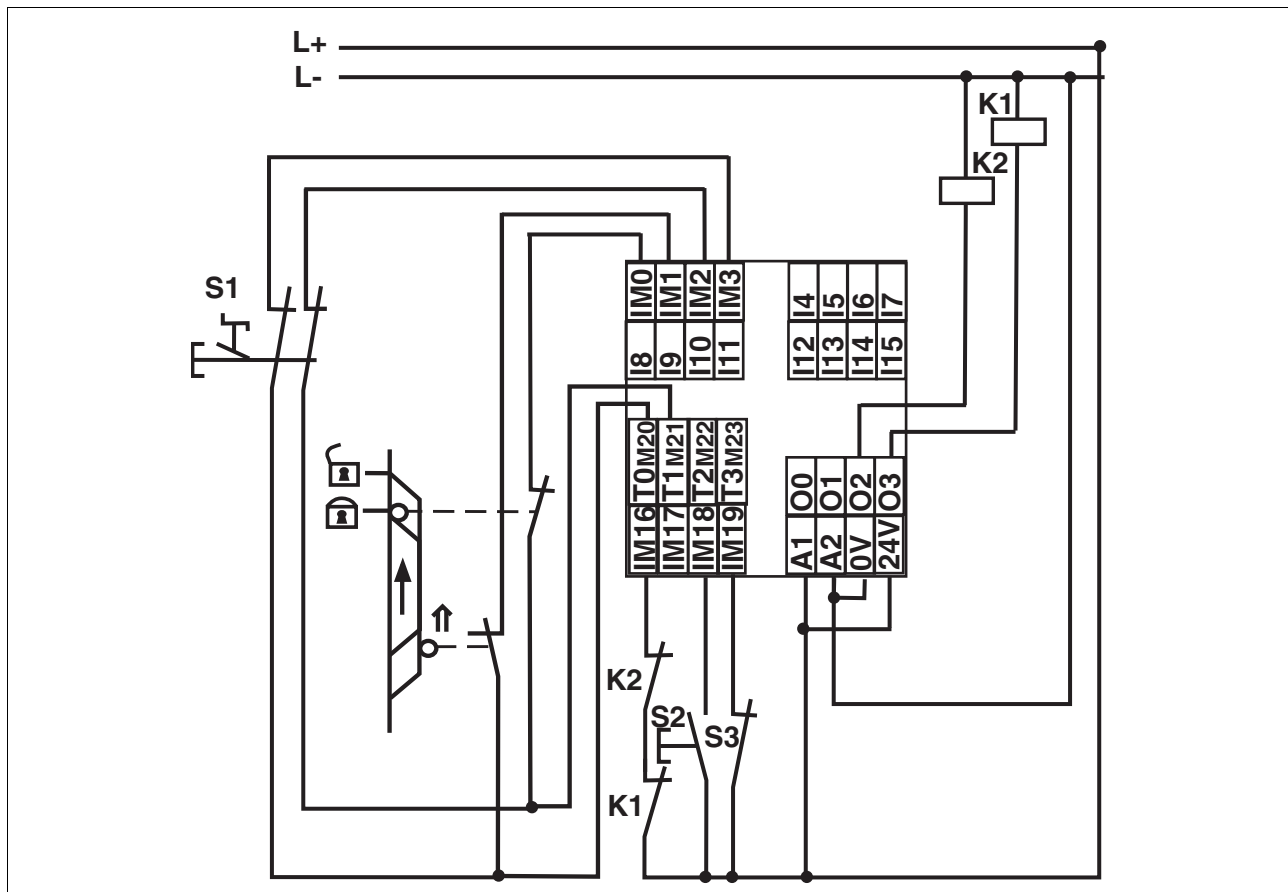 L+
L-
K1
K2
S1
IM0 IM1 IM2 IM3
I4 I5 I6 I7
I8 I9 I10 I11
I12 I13 I14 I15
T0M20 T1M21 T2M22 T3M23
O0 O1 O2 O3
IM16 IM17 IM18 IM19
A1 A2 0V 24V
K2
S2
S3
K1